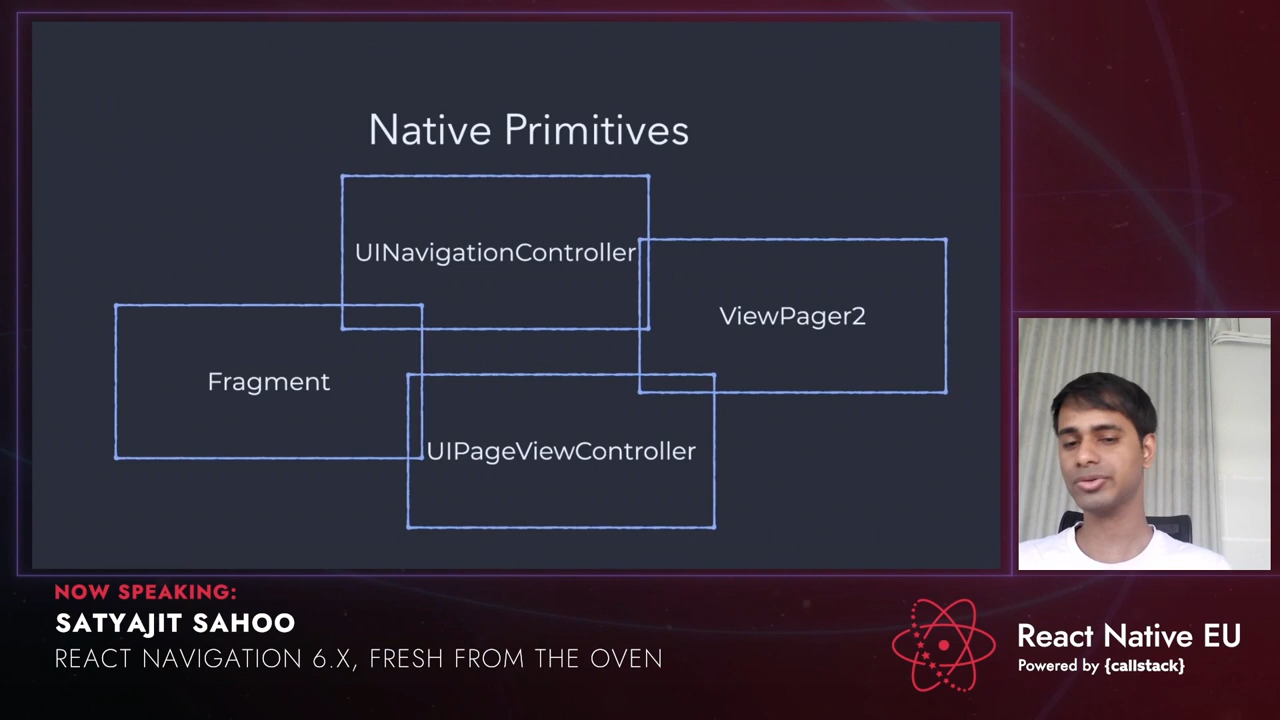 Native Primitives
UINavigationController
ViewPager2
Fragment
UIPageViewController
NOW SPEAKING:
SATYAJIT SAHOO
REACT NAVIGATION 6.X, FRESH FROM THE OVEN
React Native EU
Powered by {callstack}